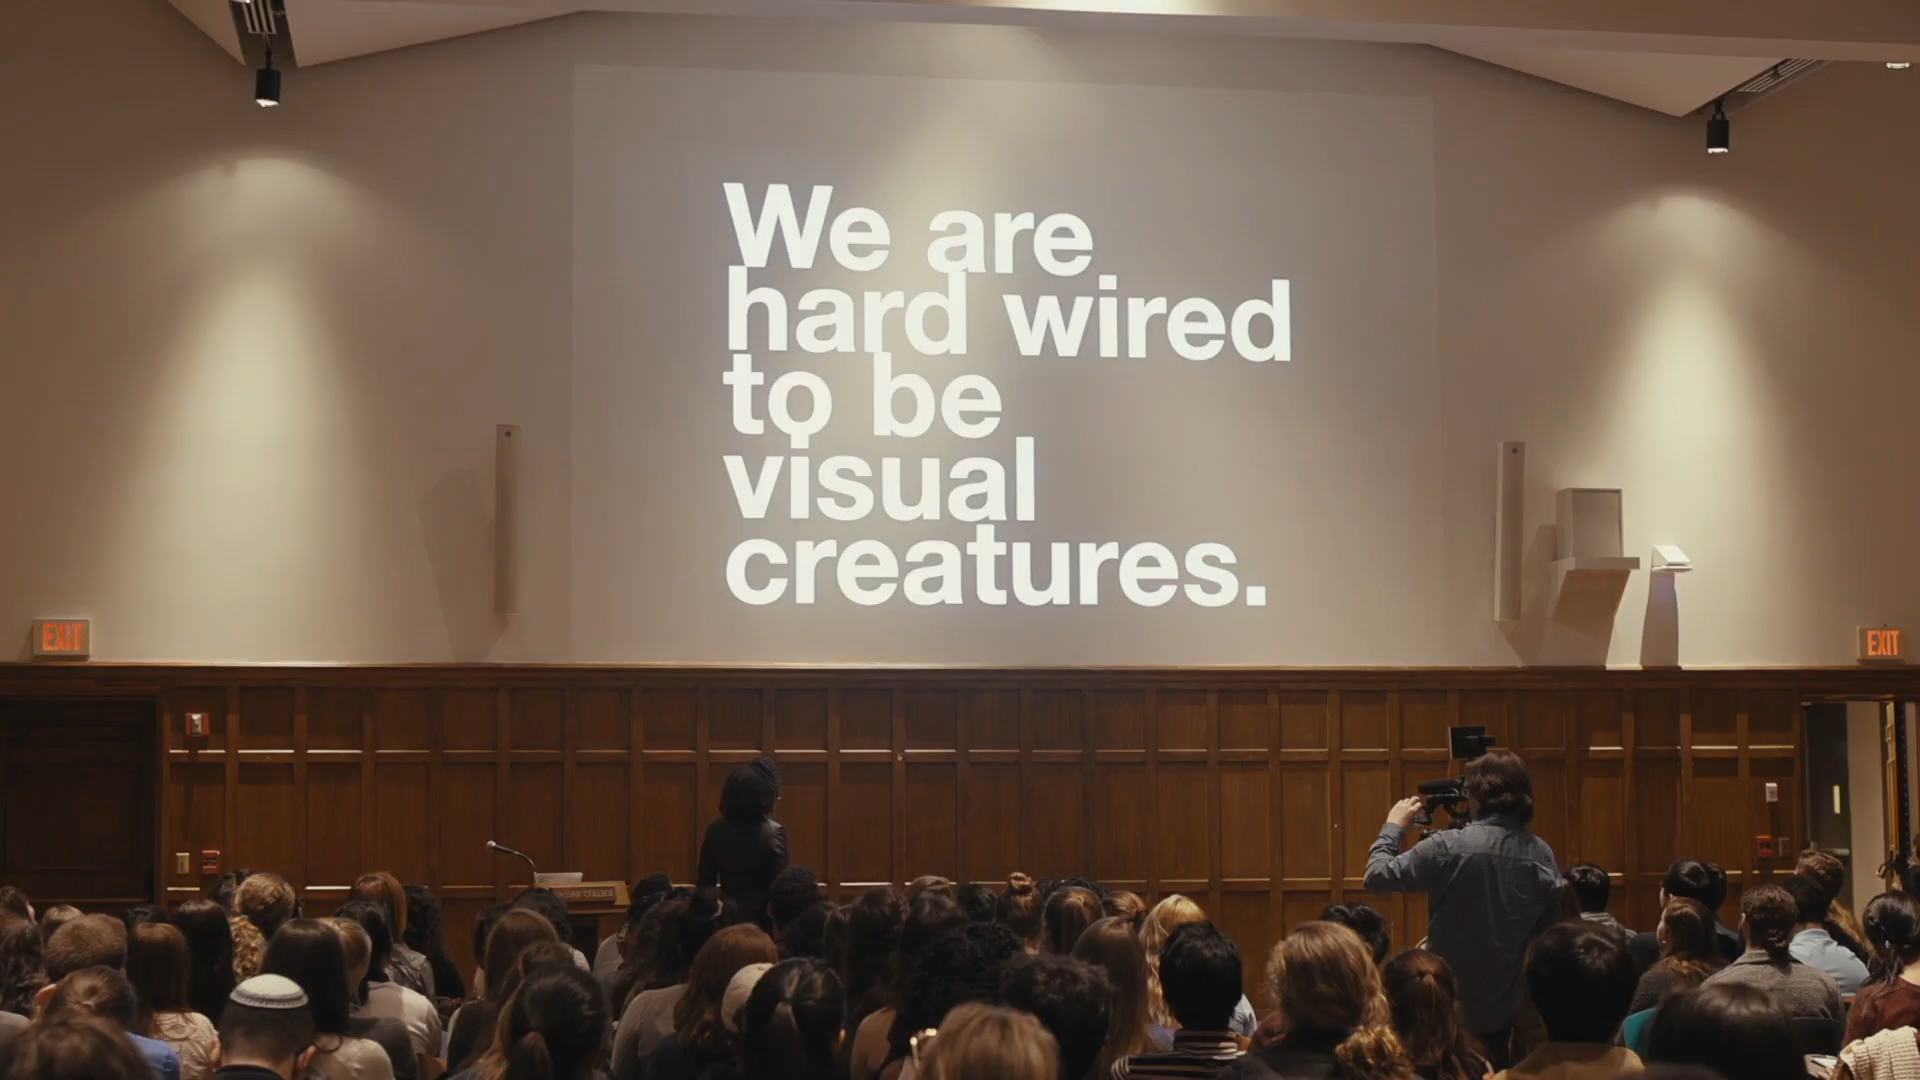 We are
hard wired
to be
visual
creatures.
EXIT
EXIT